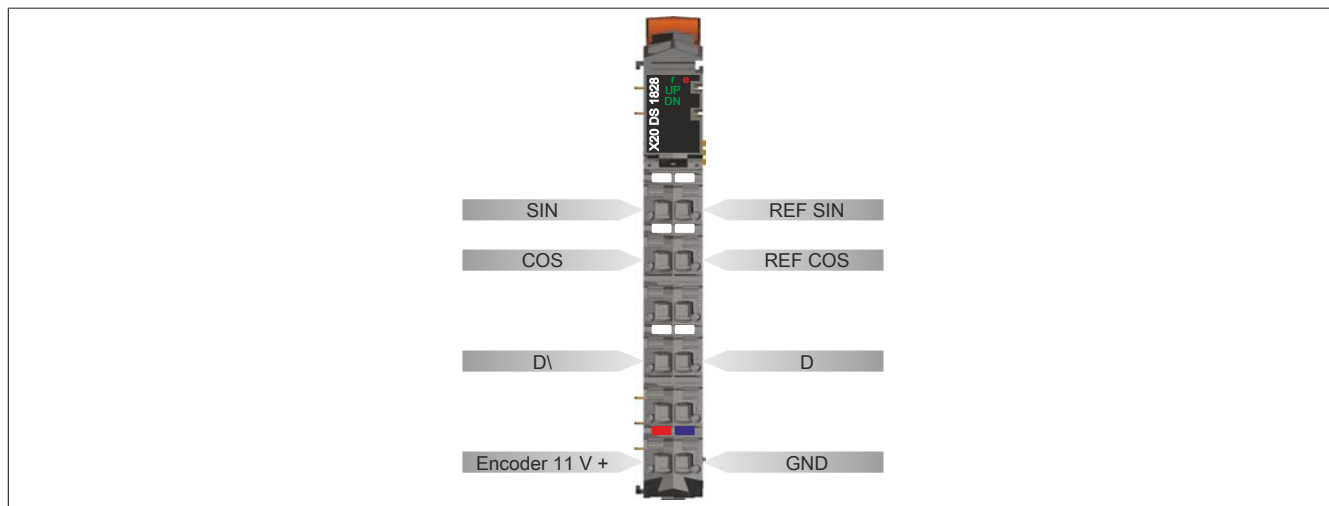 r e
UP
DN
X20 DS 1828
SIN
REF SIN
COS
REF COS
D\
D
Encoder 11 V +
GND